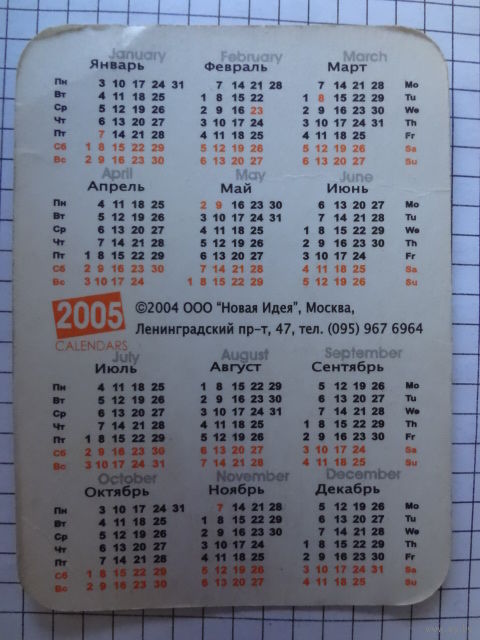 January February March
Январь Февраль Март
Пн 3 10 17 24 31 7 14 21 28 7 14 21 28 Mo
Вт 4 11 18 25 1 8 15 22 1 8 15 22 29 Tu
Ср 5 12 19 26 2 9 16 23 2 9 16 23 30 We
Чт 6 13 20 27 3 10 17 24 3 10 17 24 31 Th
Пт 7 14 21 28 4 11 18 25 4 11 18 25 Fr
Сб 1 8 15 22 29 5 12 19 26 5 12 19 26 Sa
Вс 2 9 16 23 30 6 13 20 27 6 13 20 27 Su
April May June
Апрель Май Июнь
Пн 4 11 18 25 2 9 16 23 30 6 13 20 27 Mo
Вт 5 12 19 26 3 10 17 24 31 7 14 21 28 Tu
Ср 6 13 20 27 4 11 18 25 1 8 15 22 29 We
Чт 7 14 21 28 5 12 19 26 2 9 16 23 30 Th
Пт 1 8 15 22 29 6 13 20 27 3 10 17 24 Fr
Сб 2 9 16 23 30 7 14 21 28 4 11 18 25 Sa
Вс 3 10 17 24 1 8 15 22 29 5 12 19 26 Su
2005 ©2004 ООО "Новая Идея", Москва,
CALENDARS Ленинградский пр-т, 47, тел. (095) 967 6964
July August September
Июль Август Сентябрь
Пн 4 11 18 25 1 8 15 22 29 5 12 19 26 Mo
Вт 5 12 19 26 2 9 16 23 30 6 13 20 27 Tu
Ср 6 13 20 27 3 10 17 24 31 7 14 21 28 We
Чт 7 14 21 28 4 11 18 25 1 8 15 22 29 Th
Пт 1 8 15 22 29 5 12 19 26 2 9 16 23 30 Fr
Сб 2 9 16 23 30 6 13 20 27 3 10 17 24 Sa
Вс 3 10 17 24 31 7 14 21 28 4 11 18 25 Su
October November December
Октябрь Ноябрь Декабрь
Пн 3 10 17 24 31 7 14 21 28 5 12 19 26 Mo
Вт 4 11 18 25 1 8 15 22 29 6 13 20 27 Tu
Ср 5 12 19 26 2 9 16 23 30 7 14 21 28 We
Чт 6 13 20 27 3 10 17 24 1 8 15 22 29 Th
Пт 7 14 21 28 4 11 18 25 2 9 16 23 30 Fr
Сб 1 8 15 22 29 5 12 19 26 3 10 17 24 31 Sa
Вс 2 9 16 23 30 6 13 20 27 4 11 18 25 Su